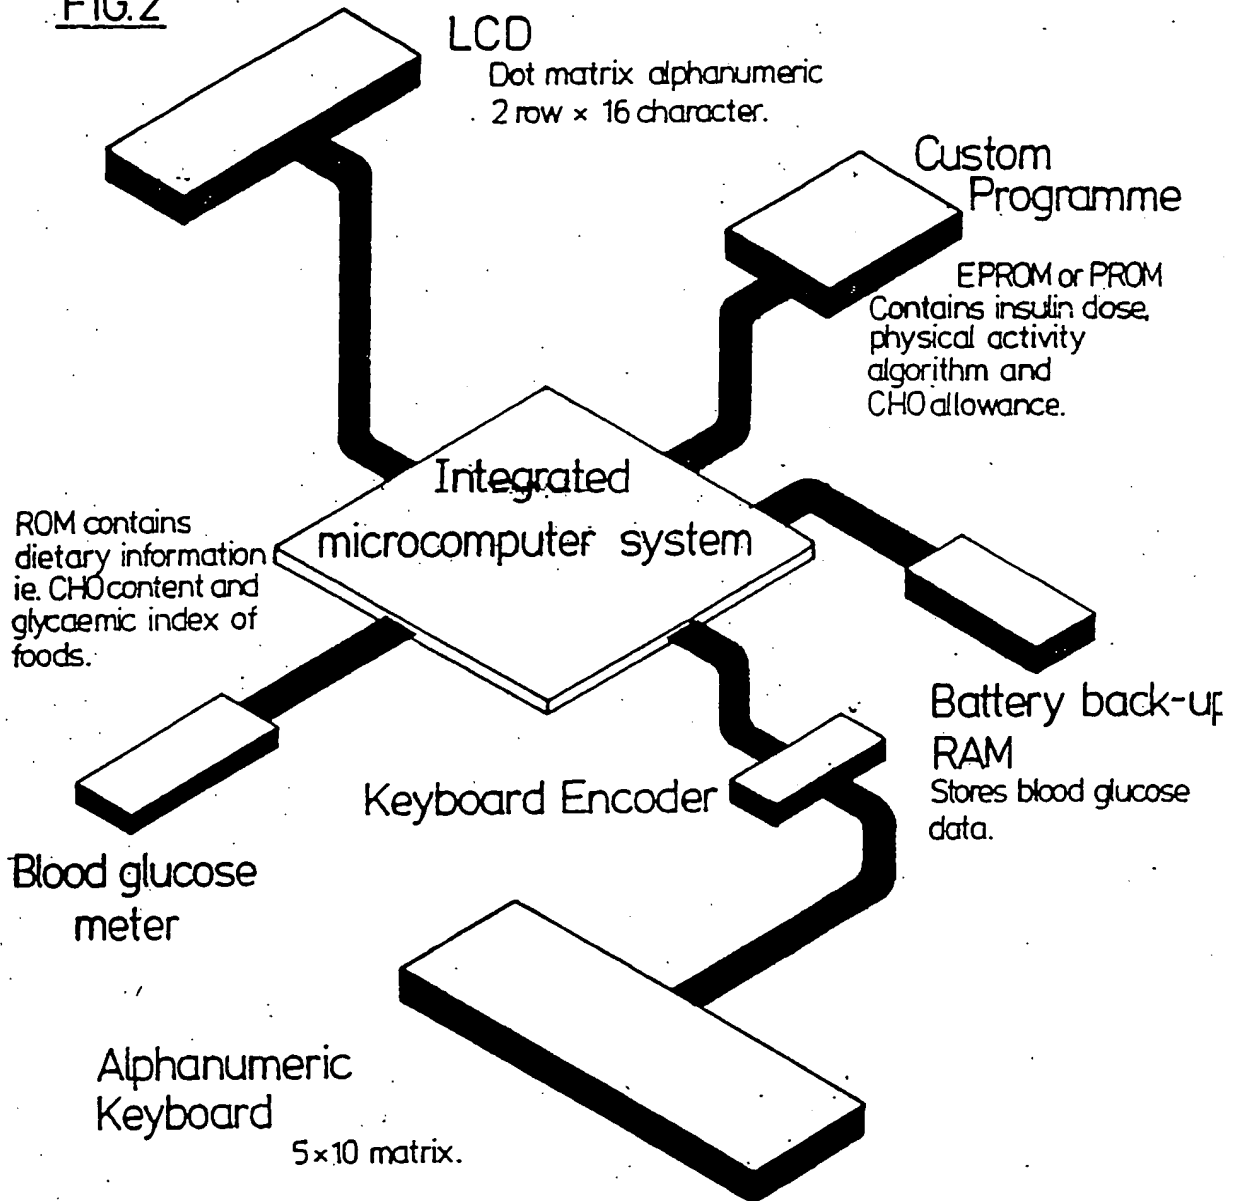 FIG.2
LCD
Dot matrix alphanumeric
2 row × 16 character.
Custom
Programme
EPROM or PROM
Contains insulin dose,
physical activity
algorithm and
CHO allowance.
Integrated
microcomputer system
ROM contains
dietary information
ie. CHO content and
glycaemic index of
foods.
Battery back-up
RAM
Stores blood glucose
data.
Keyboard Encoder
Blood glucose
meter
Alphanumeric
Keyboard
5×10 matrix.